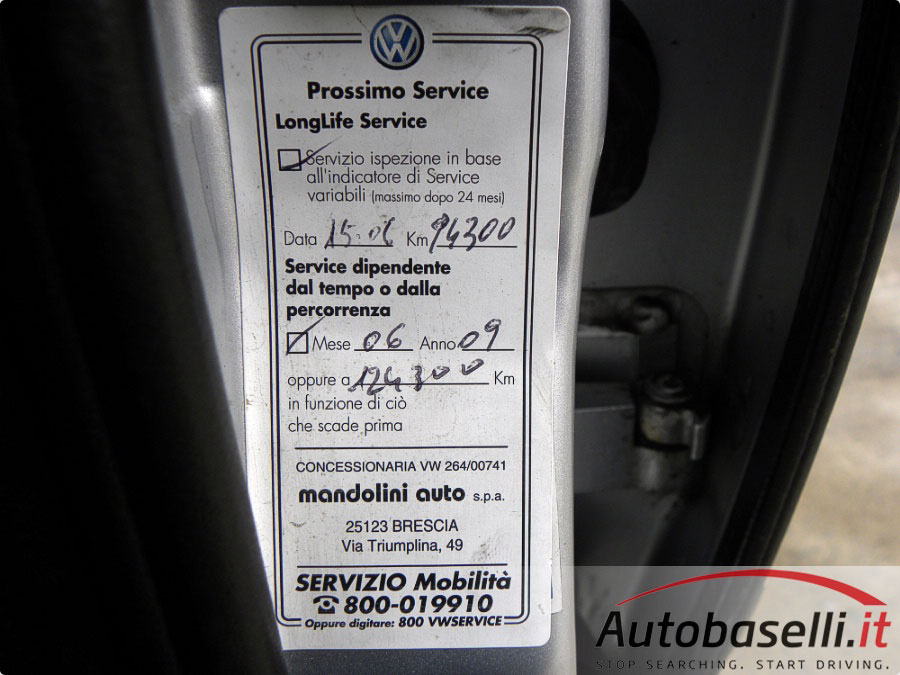 VW
Prossimo Service
LongLife Service
Servizio ispezione in base
all'indicatore di Service
variabili (massimo dopo 24 mesi)
Data 15.06 Km 94300
Service dipendente
dal tempo o dalla
percorrenza
Mese 06 Anno 09
oppure a 124300 Km
in funzione di ciò
che scade prima
CONCESSIONARIA VW 264/00741
mandolini auto s.p.a.
25123 BRESCIA
Via Triumplina, 49
SERVIZIO Mobilità
☎ 800-019910
Oppure digitare: 800 VWSERVICE
Autobaselli.it
STOP SEARCHING. START DRIVING.